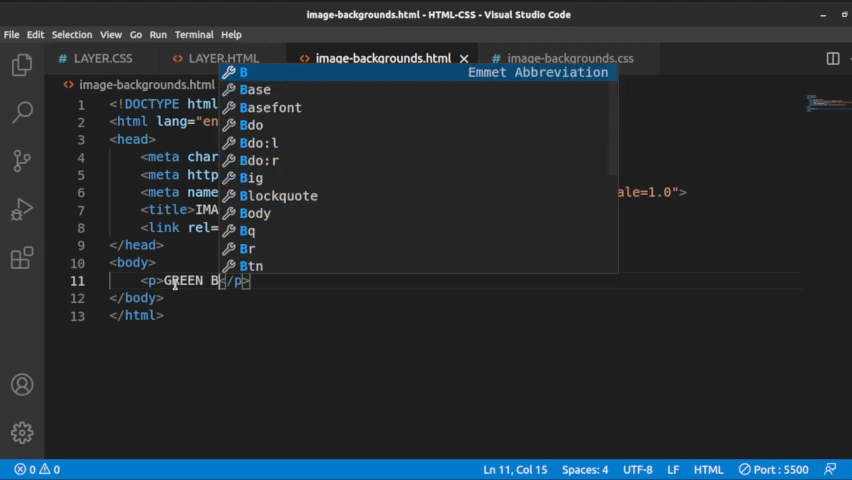 image-backgrounds.html - HTML-CSS - Visual Studio Code
File Edit Selection View Go Run Terminal Help
# LAYER.CSS <> LAYER.HTML <> image-backgrounds.html × # image-backgrounds.css
<> image-backgrounds.html
B Emmet Abbreviation
Base
Basefont
Bdo
Bdo:l
Bdo:r
Big
Blockquote
Body
Bq
Br
Btn
1 <!DOCTYPE html
2 <html lang="en
3 <head>
4 <meta char
5 <meta http
6 <meta name ale=1.0">
7 <title>IMA
8 <link rel=
9 </head>
10 <body>
11 <p>GREEN B</p>
12 </body>
13 </html>
0 0 Ln 11, Col 15 Spaces: 4 UTF-8 LF HTML Port : 5500